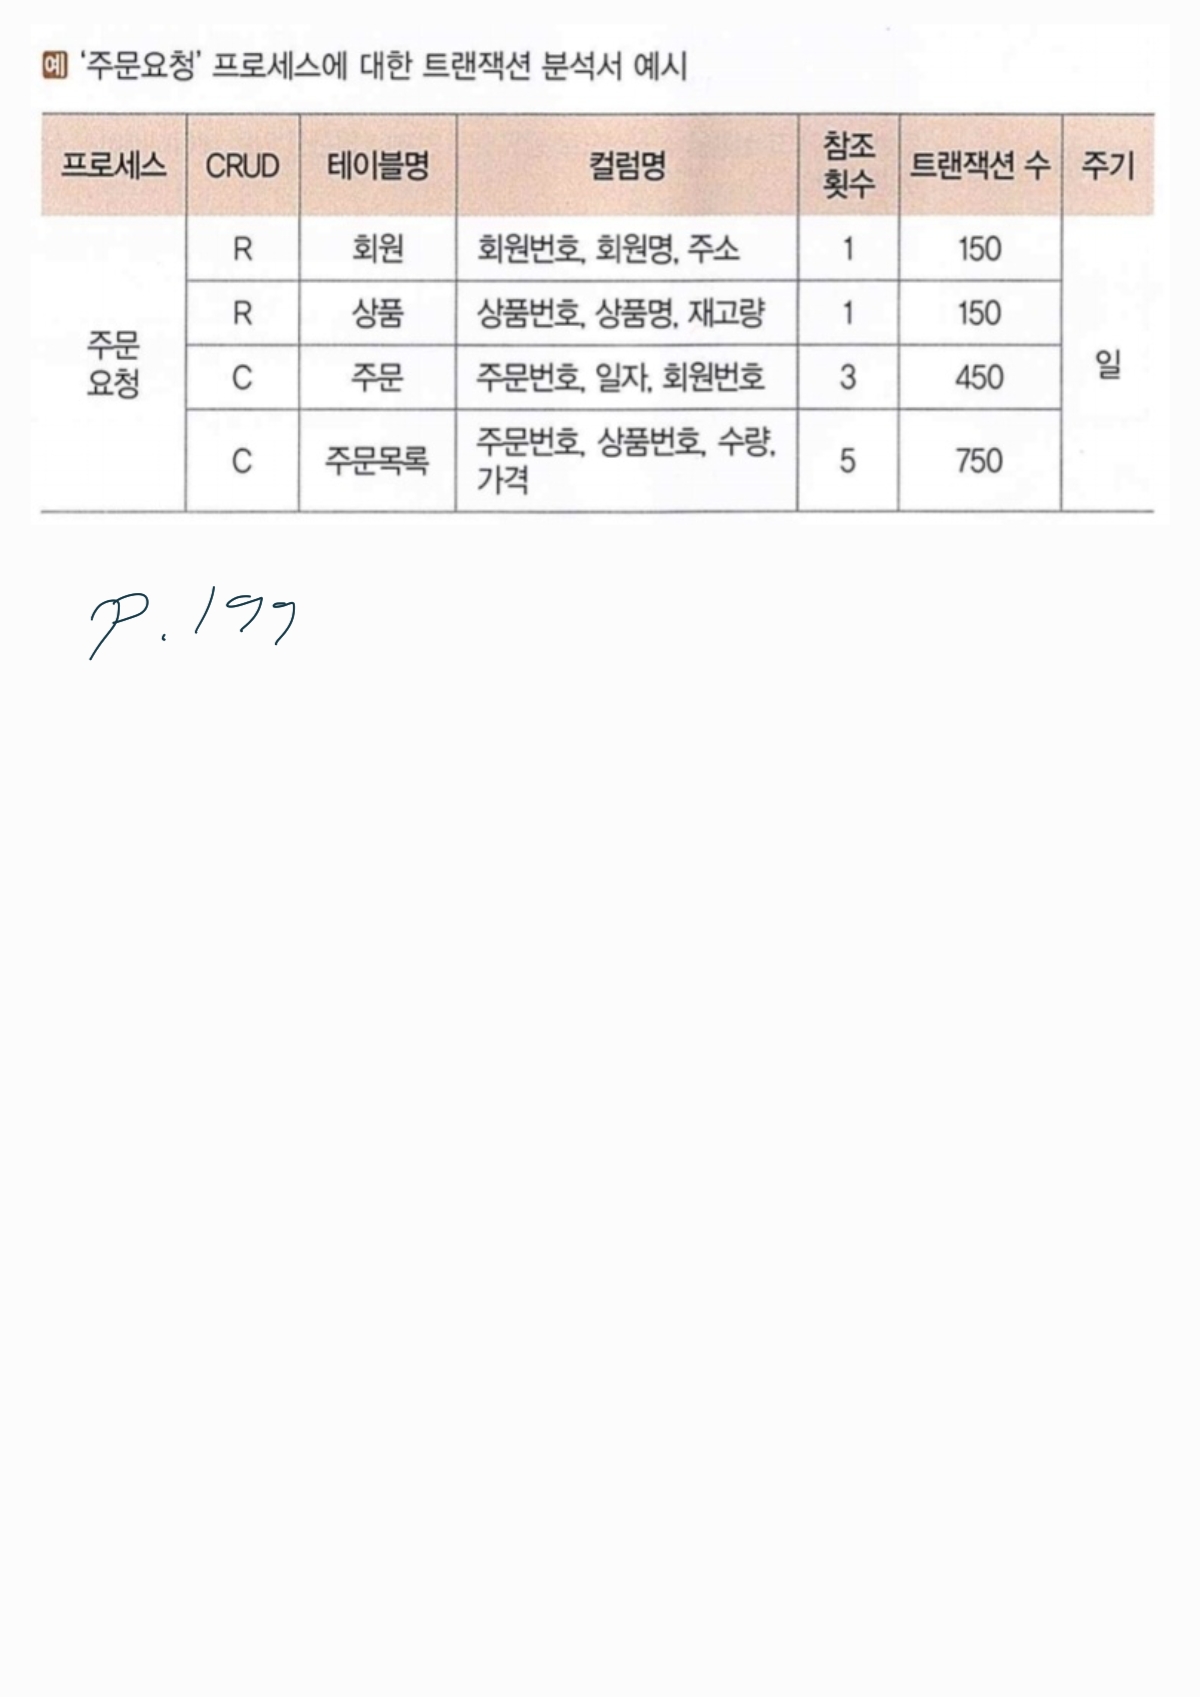 예 '주문요청' 프로세스에 대한 트랜잭션 분석서 예시
프로세스 CRUD 테이블명 컬럼명 참조 횟수 트랜잭션 수 주기
주문 요청 R 회원 회원번호, 회원명, 주소 1 150 일
R 상품 상품번호, 상품명, 재고량 1 150
C 주문 주문번호, 일자, 회원번호 3 450
C 주문목록 주문번호, 상품번호, 수량,
가격 5 750
p. 199